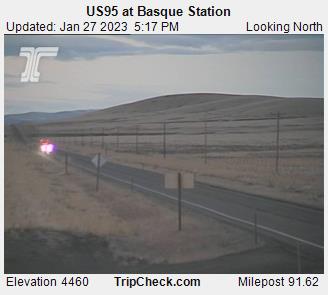 US95 at Basque Station
Updated: Jan 27 2023 5:17 PM Looking North
Elevation 4460 TripCheck.com Milepost 91.62